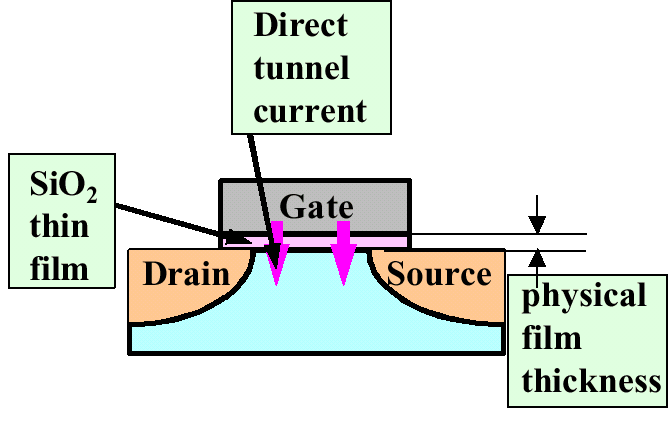 Direct
tunnel
current
SiO₂
thin
film
Gate
Drain
Source
physical
film
thickness